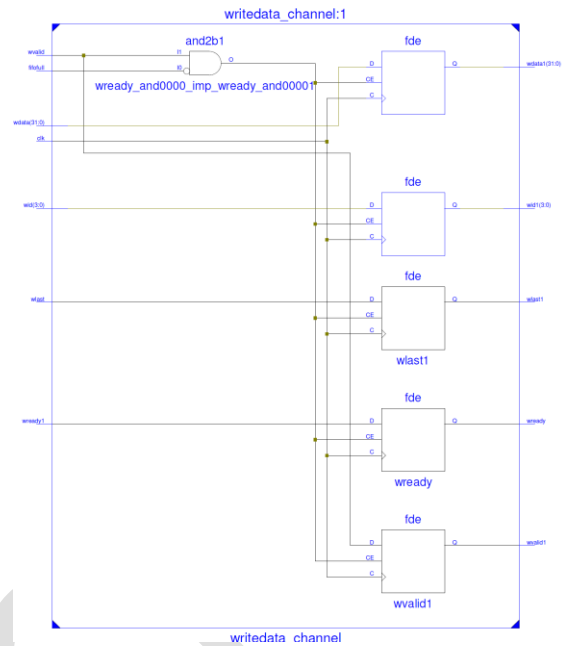 writedata_channel:1
and2b1
fde
wvalid
I1
O
D
Q
wdata1(31:0)
fifofull
I0
CE
wready_and0000_imp_wready_and00001
C
wdata(31:0)
clk
fde
wid(3:0)
D
Q
wid1(3:0)
CE
C
fde
wlast
D
Q
wlast1
CE
C
wlast1
fde
wready1
D
Q
wready
CE
C
wready
fde
D
Q
wvalid1
CE
C
wvalid1
writedata_channel